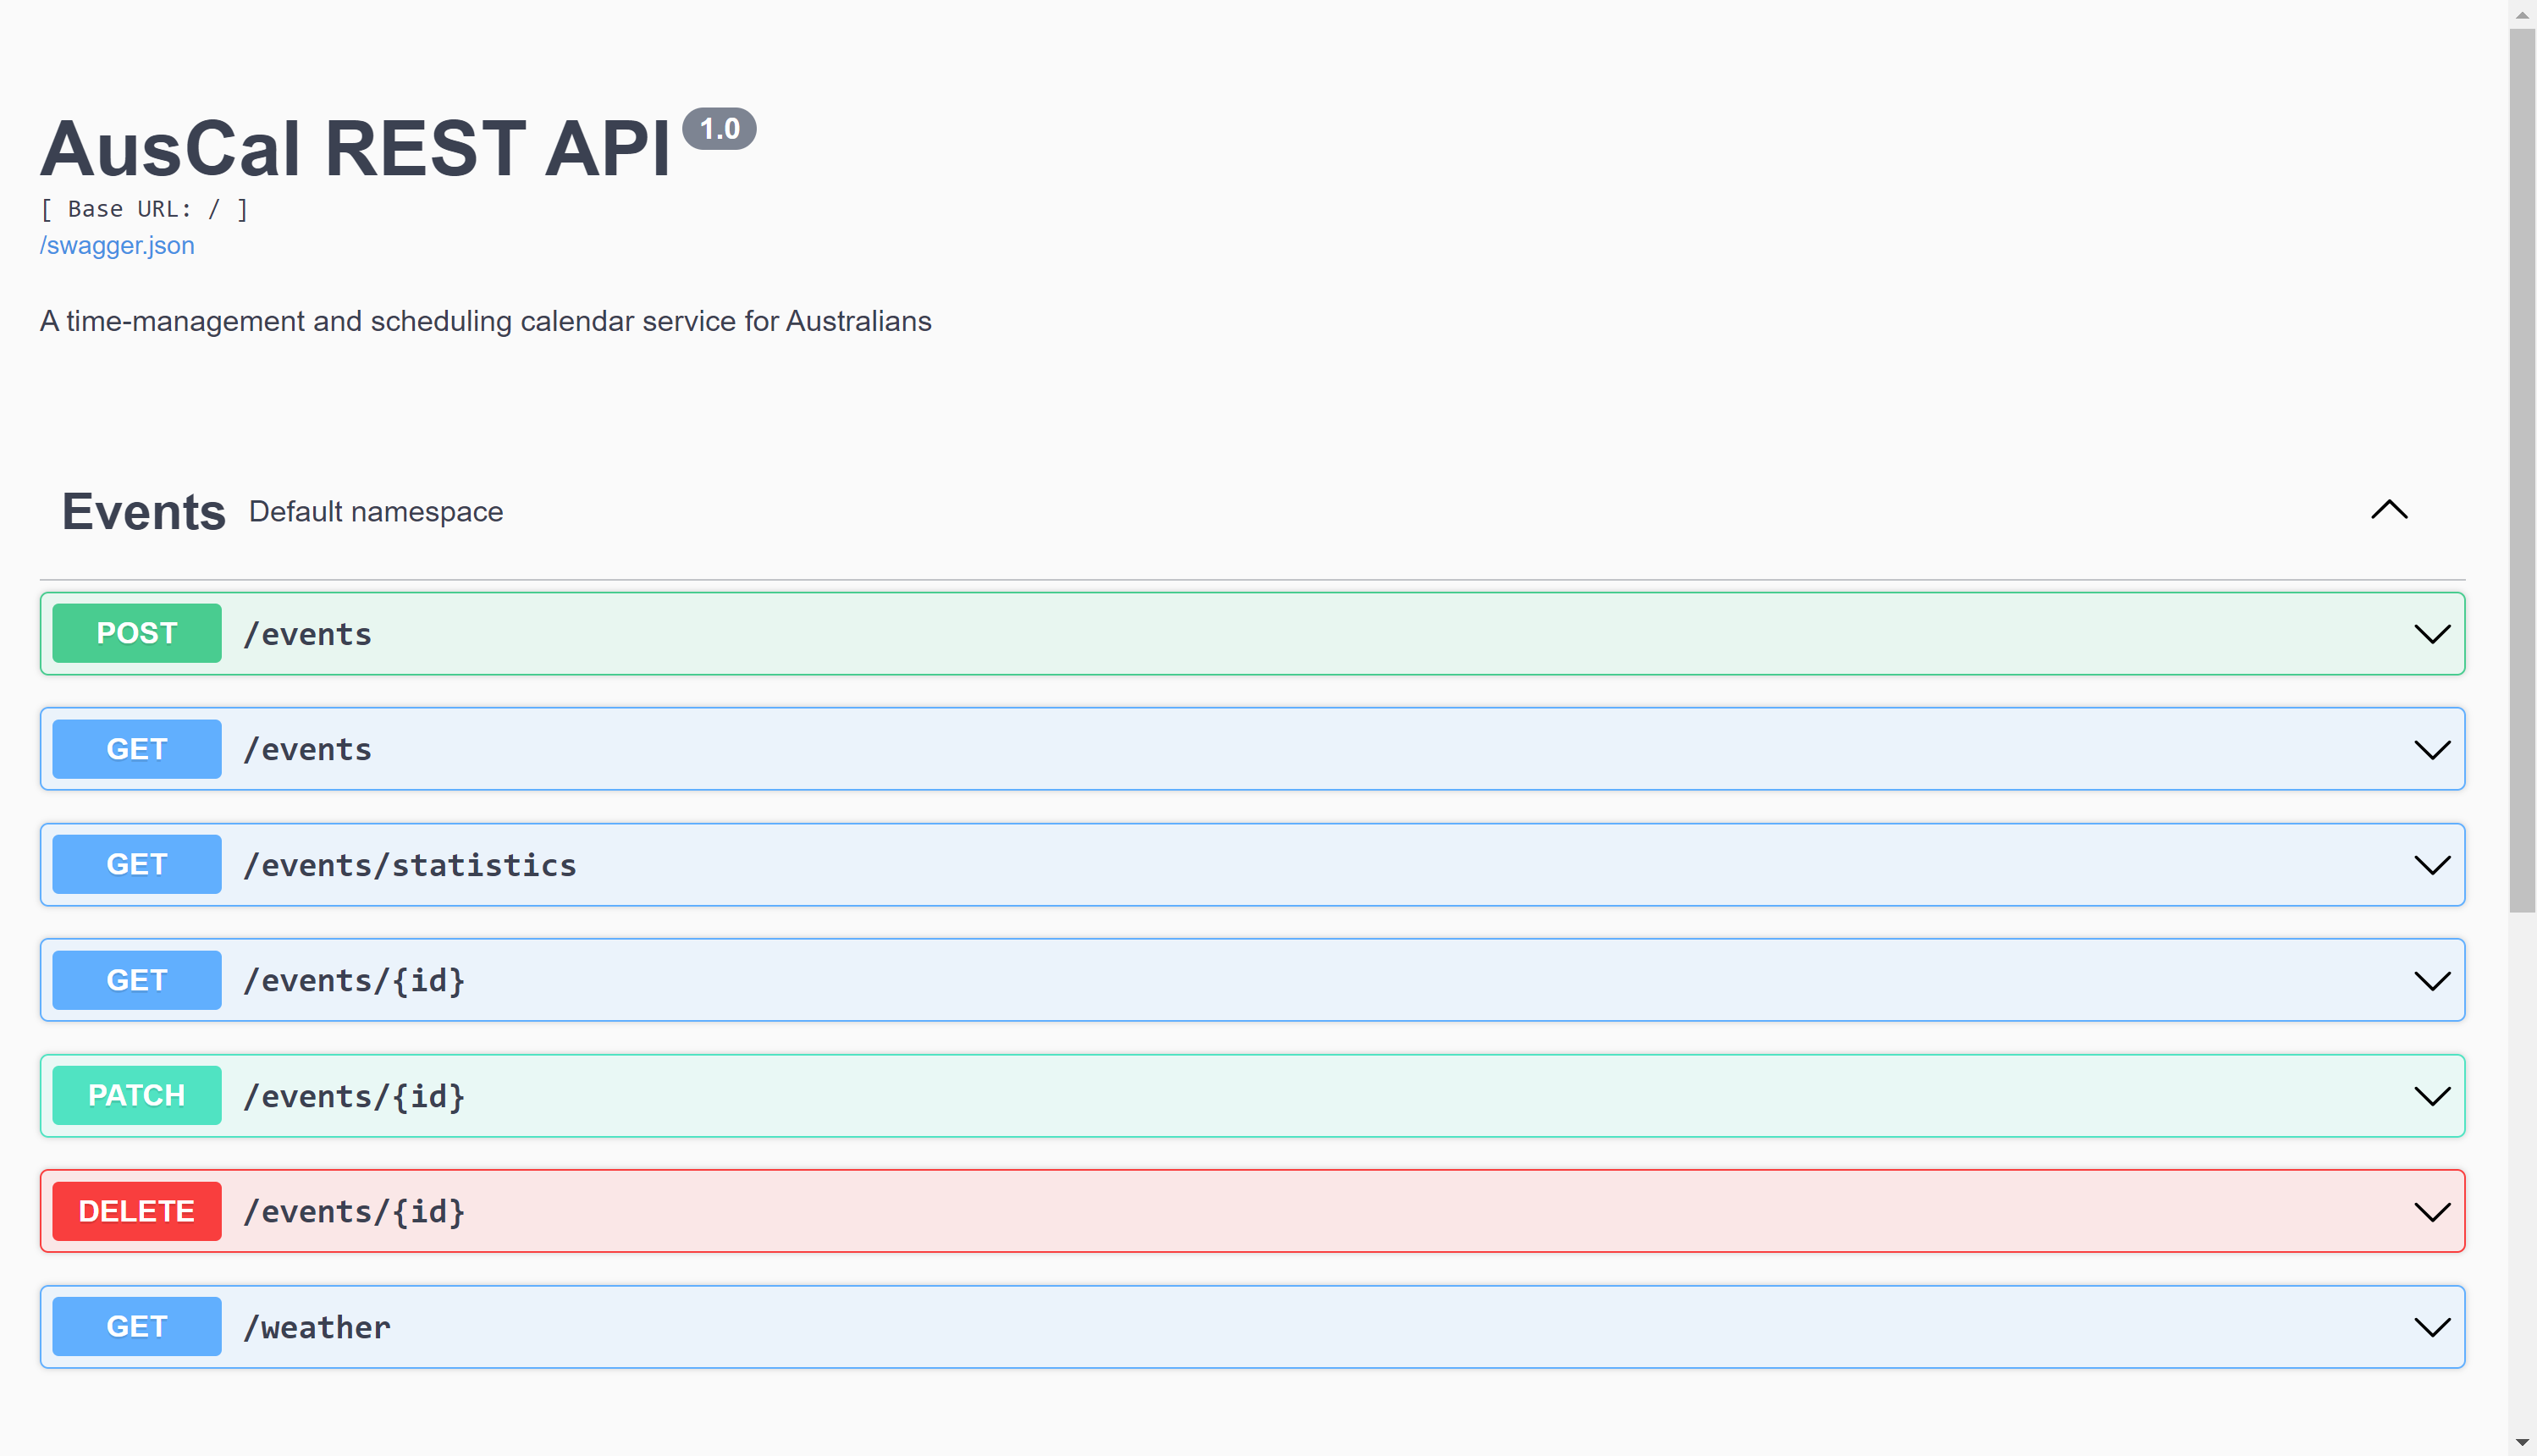 AusCal REST API 1.0
[ Base URL: / ]
/swagger.json
A time-management and scheduling calendar service for Australians
Events Default namespace
POST /events
GET /events
GET /events/statistics
GET /events/{id}
PATCH /events/{id}
DELETE /events/{id}
GET /weather